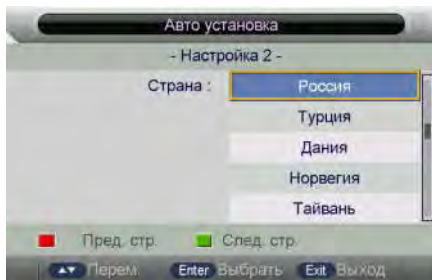 Авто установка
- Настройка 2 -
Страна : Россия
Турция
Дания
Норвегия
Тайвань
Пред. стр. След. стр.
▲▼ Перем. Enter Выбрать Exit Выход